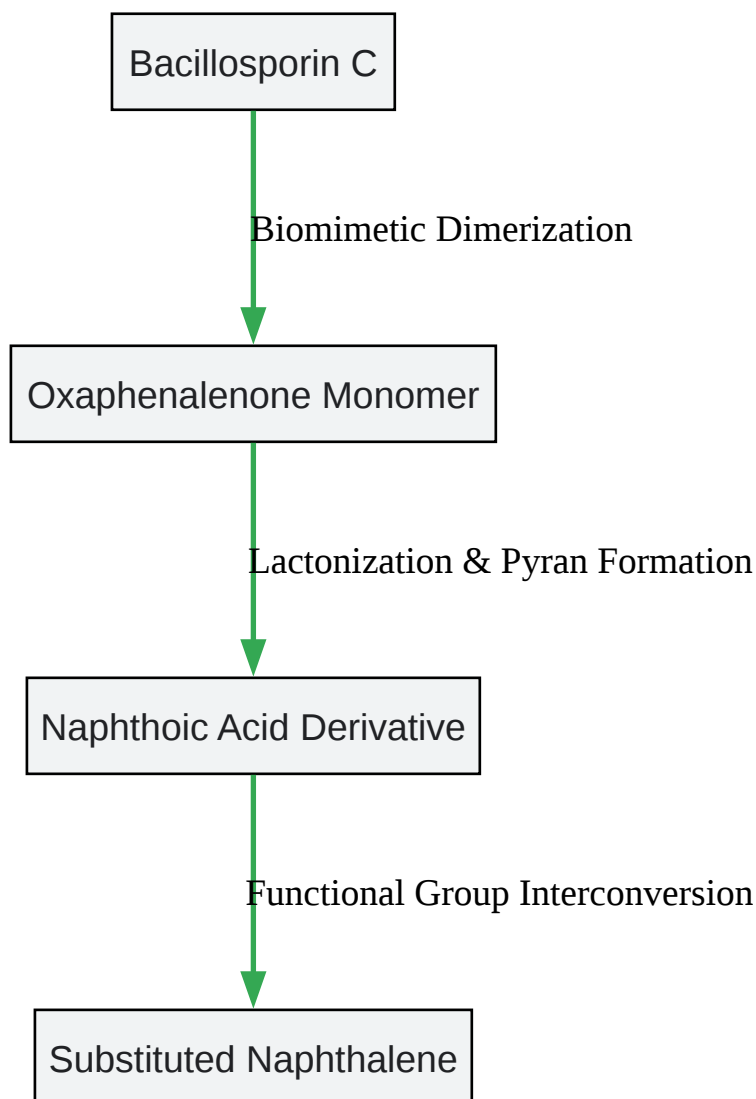 Bacillosporin C
Biomimetic Dimerization
Oxaphenalenone Monomer
Lactonization & Pyran Formation
Naphthoic Acid Derivative
Functional Group Interconversion
Substituted Naphthalene